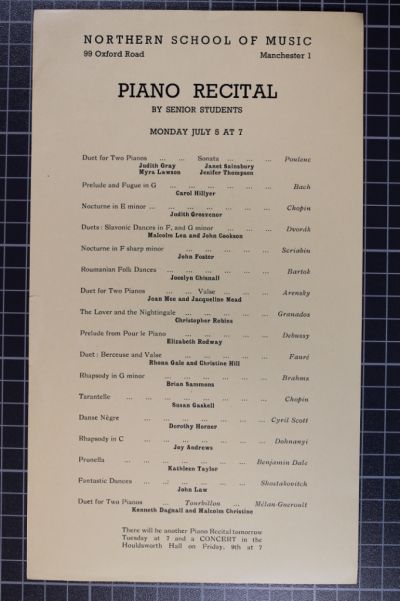 NORTHERN SCHOOL OF MUSIC
99 Oxford Road Manchester 1
PIANO RECITAL
BY SENIOR STUDENTS
MONDAY JULY 5 AT 7
Duet for Two Pianos ... ... Sonata ... ... ... Poulenc
Judith Gray Janet Sainsbury
Myra Lawson Jenifer Thompson
Prelude and Fugue in G ... ... ... ... ... Bach
Carol Hillyer
Nocturne in E minor ... ... ... ... ... ... Chopin
Judith Grosvenor
Duets: Slavonic Dances in F, and G minor ... ... ... Dvorák
Malcolm Lea and John Cookson
Nocturne in F sharp minor ... ... ... ... Scriabin
John Foster
Roumanian Folk Dances ... ... ... ... ... Bartok
Jocelyn Chisnall
Duet for Two Pianos ... ... Valse ... ... ... Arensky
Joan Mee and Jacqueline Mead
The Lover and the Nightingale ... ... ... ... Granados
Christopher Robins
Prelude from Pour le Piano ... ... ... ... Debussy
Elizabeth Rodway
Duet: Berceuse and Valse ... ... ... ... Fauré
Rhona Gale and Christine Hill
Rhapsody in G minor ... ... ... ... ... Brahms
Brian Sammons
Tarantelle ... ... ... ... ... ... ... Chopin
Susan Gaskell
Danse Nègre ... ... ... ... ... Cyril Scott
Dorothy Horner
Rhapsody in C ... ... ... ... ... Dohnanyi
Joy Andrews
Prunella ... ... ... ... ... Benjamin Dale
Kathleen Taylor
Fantastic Dances ... ... ... ... ... Shostakovitch
John Law
Duet for Two Pianos Tourbillon ... Mélan-Gueroult
Kenneth Dagnall and Malcolm Christine
There will be another Piano Recital tomorrow
Tuesday at 7 and a CONCERT in the
Houldsworth Hall on Friday, 9th at 7